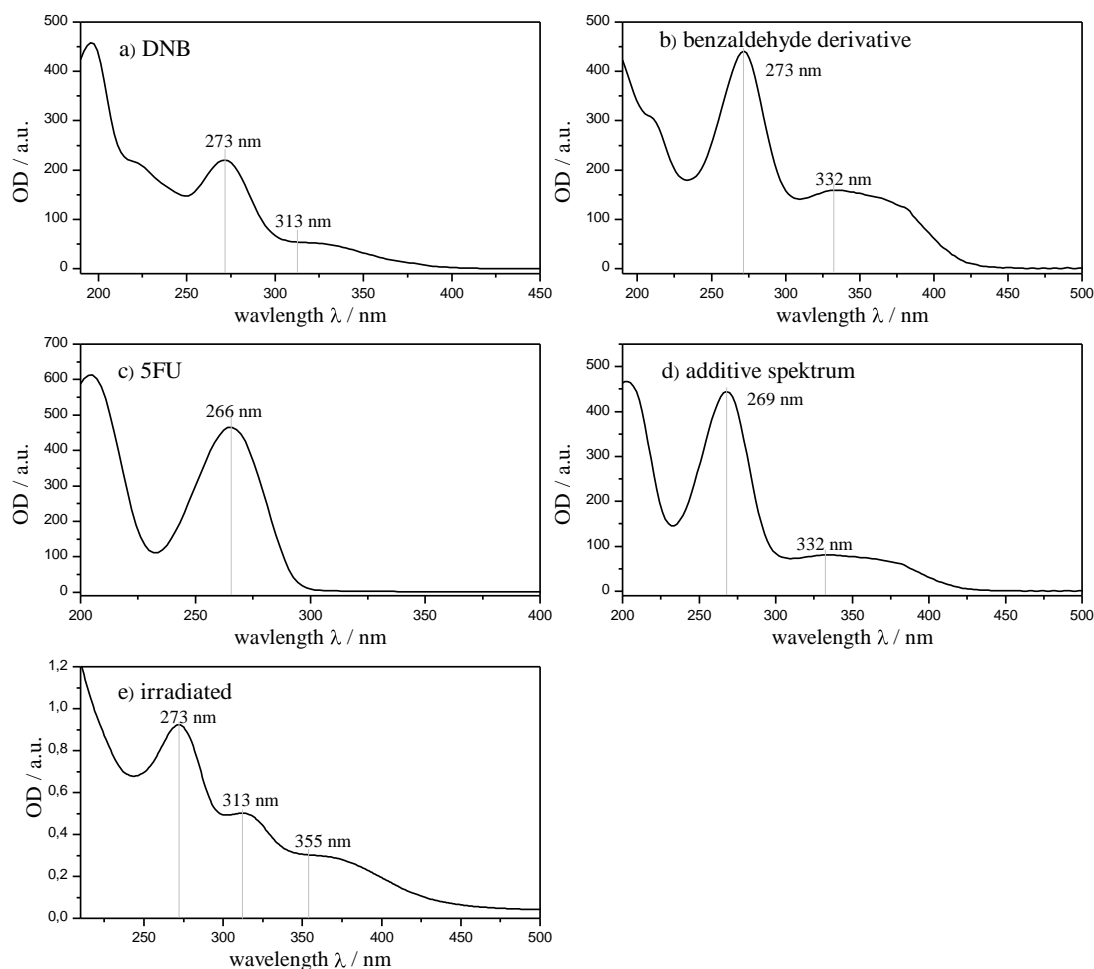 a) DNB
273 nm
313 nm
OD / a.u.
500
400
300
200
100
0
200 250 300 350 400 450
wavlength λ / nm
b) benzaldehyde derivative
273 nm
332 nm
OD / a.u.
500
400
300
200
100
0
200 250 300 350 400 450 500
wavlength λ / nm
c) 5FU
266 nm
OD / a.u.
700
600
500
400
300
200
100
0
200 250 300 350 400
wavlength λ / nm
d) additive spektrum
269 nm
332 nm
OD / a.u.
500
400
300
200
100
0
200 250 300 350 400 450 500
wavelength λ / nm
e) irradiated
273 nm
313 nm
355 nm
OD / a.u.
1,2
1,0
0,8
0,6
0,4
0,2
0,0
250 300 350 400 450 500
wavelength λ / nm